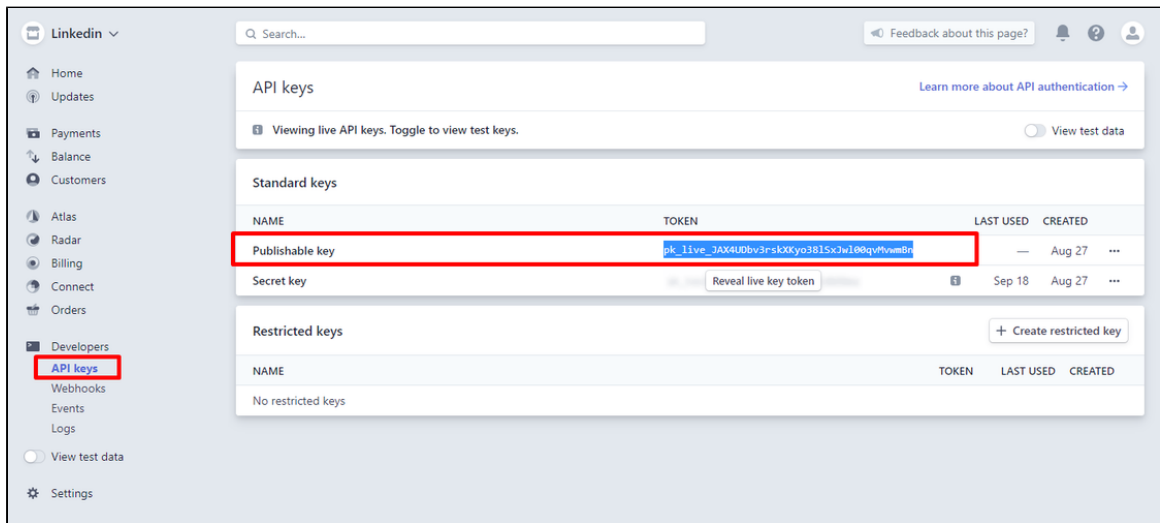 Linkedin
Search...
Feedback about this page?
Home
Updates
Payments
Balance
Customers
Atlas
Radar
Billing
Connect
Orders
Developers
API keys
Webhooks
Events
Logs
View test data
Settings
API keys
Learn more about API authentication →
Viewing live API keys. Toggle to view test keys.
View test data
Standard keys
NAME TOKEN LAST USED CREATED
Publishable key pk_live_JAX4UDbv3rskXKyo38lSxJwl00qvMvwmBn — Aug 27 ...
Secret key Reveal live key token Sep 18 Aug 27 ...
Restricted keys
+ Create restricted key
NAME TOKEN LAST USED CREATED
No restricted keys